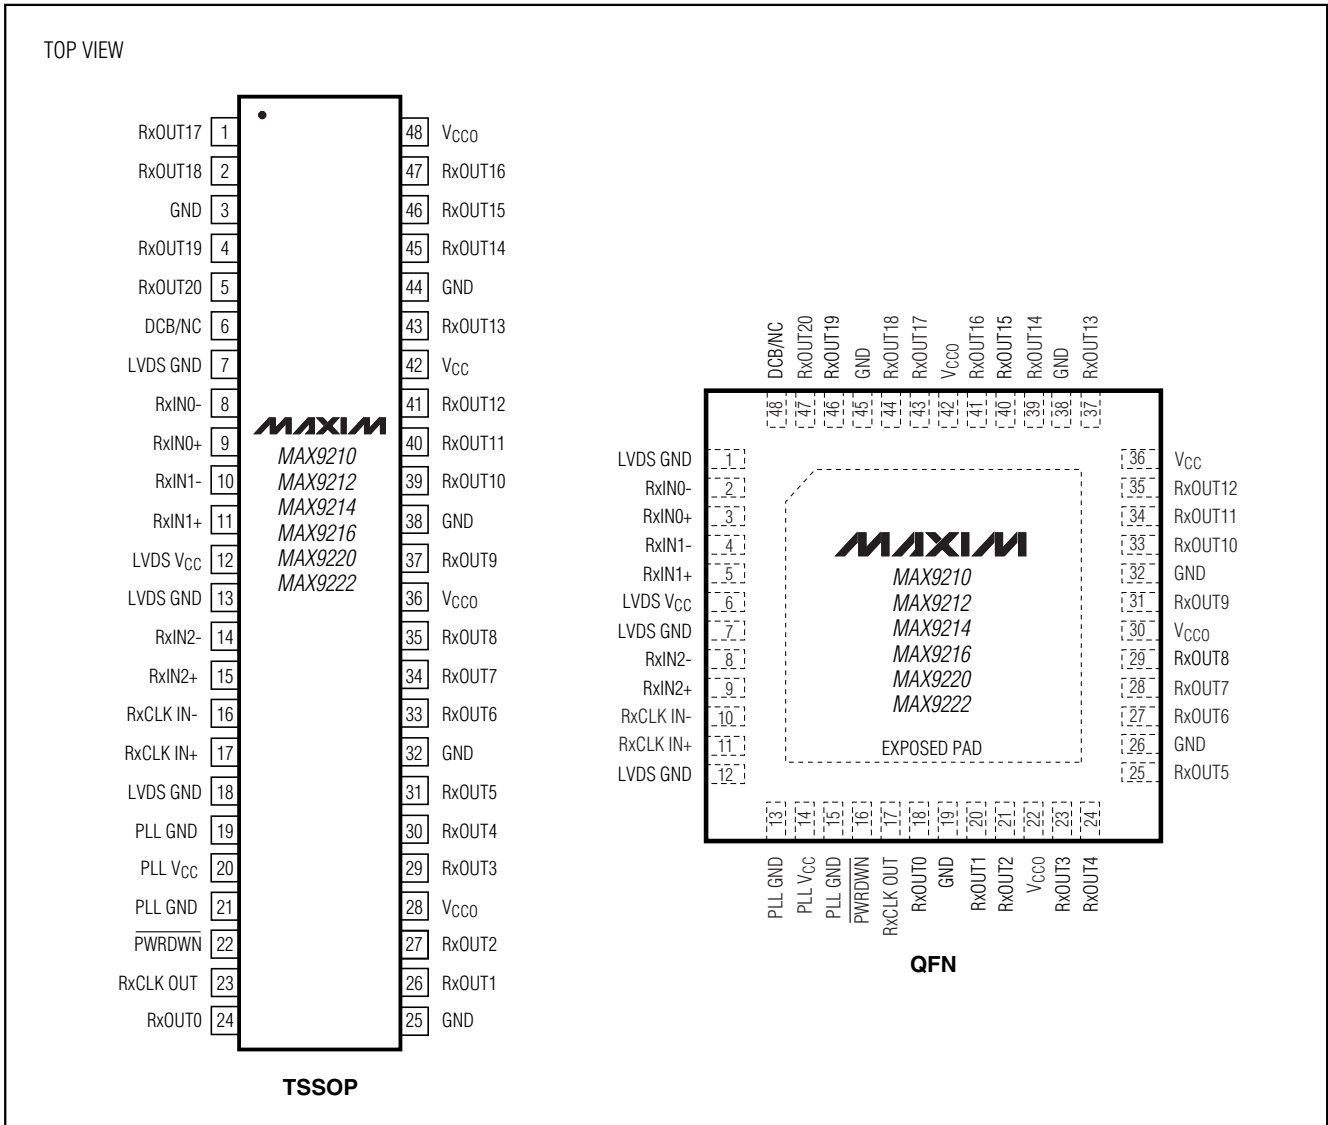 TOP VIEW
RxOUT17 1
RxOUT18 2
GND 3
RxOUT19 4
RxOUT20 5
DCB/NC 6
LVDS GND 7
RxIN0- 8
RxIN0+ 9
RxIN1- 10
RxIN1+ 11
LVDS VCC 12
LVDS GND 13
RxIN2- 14
RxIN2+ 15
RxCLK IN- 16
RxCLK IN+ 17
LVDS GND 18
PLL GND 19
PLL VCC 20
PLL GND 21
PWRDWN 22
RxCLK OUT 23
RxOUT0 24
MAXIM
MAX9210
MAX9212
MAX9214
MAX9216
MAX9220
MAX9222
48 VCCO
47 RxOUT16
46 RxOUT15
45 RxOUT14
44 GND
43 RxOUT13
42 VCC
41 RxOUT12
40 RxOUT11
39 RxOUT10
38 GND
37 RxOUT9
36 VCCO
35 RxOUT8
34 RxOUT7
33 RxOUT6
32 GND
31 RxOUT5
30 RxOUT4
29 RxOUT3
28 VCCO
27 RxOUT2
26 RxOUT1
25 GND
TSSOP
DCB/NC 48
RxOUT20 47
RxOUT19 46
GND 45
RxOUT18 44
RxOUT17 43
VCCO 42
RxOUT16 41
RxOUT15 40
RxOUT14 39
GND 38
RxOUT13 37
LVDS GND 1
RxIN0- 2
RxIN0+ 3
RxIN1- 4
RxIN1+ 5
LVDS VCC 6
LVDS GND 7
RxIN2- 8
RxIN2+ 9
RxCLK IN- 10
RxCLK IN+ 11
LVDS GND 12
MAXIM
MAX9210
MAX9212
MAX9214
MAX9216
MAX9220
MAX9222
EXPOSED PAD
36 VCC
35 RxOUT12
34 RxOUT11
33 RxOUT10
32 GND
31 RxOUT9
30 VCCO
29 RxOUT8
28 RxOUT7
27 RxOUT6
26 GND
25 RxOUT5
13 PLL GND
14 PLL VCC
15 PLL GND
16 PWRDWN
17 RxCLK OUT
18 RxOUT0
19 GND
20 RxOUT1
21 RxOUT2
22 VCCO
23 RxOUT3
24 RxOUT4
QFN